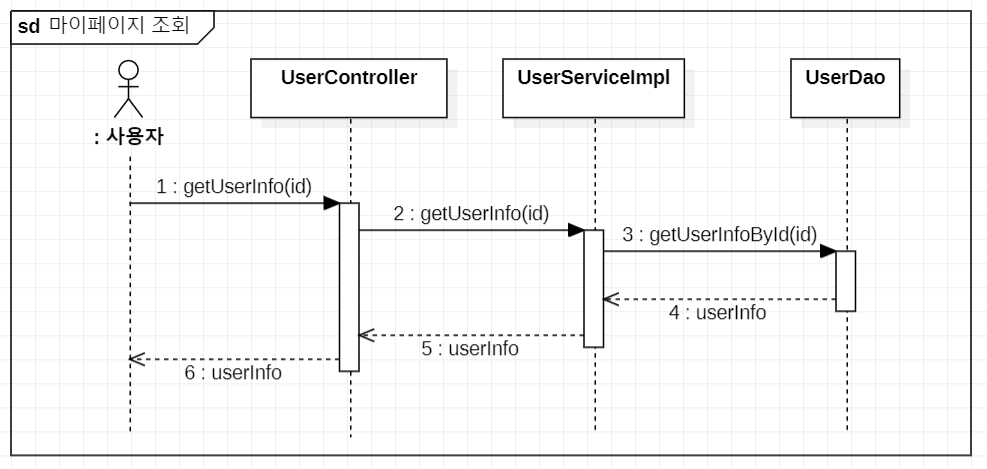 sd 마이페이지 조회
UserController
UserServiceImpl
UserDao
: 사용자
1 : getUserInfo(id)
2 : getUserInfo(id)
3 : getUserInfoById(id)
4 : userInfo
5 : userInfo
6 : userInfo